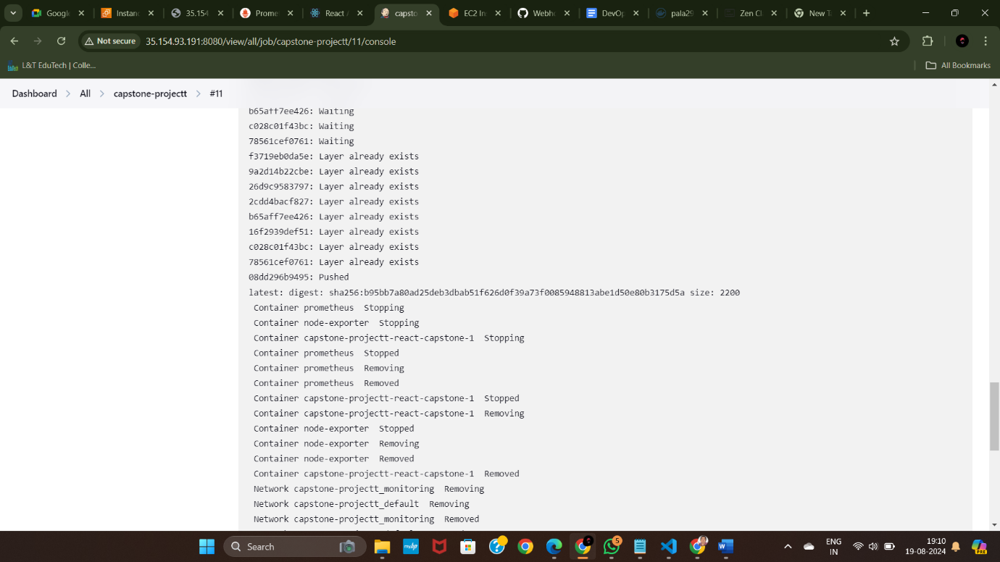 Google
Instanc
35.154
Prome
React A
capsto
EC2 In
Webho
DevOp
pala29
Zen Cl
New T
Not secure
35.154.93.191:8080/view/all/job/capstone-projectt/11/console
L&T EduTech | Colle...
All Bookmarks
Dashboard
All
capstone-projectt
#11
b65aff7ee426: Waiting
c028c01f43bc: Waiting
78561cef0761: Waiting
f3719eb0da5e: Layer already exists
9a2d14b22cbe: Layer already exists
26d9c9583797: Layer already exists
2cdd4bacf827: Layer already exists
b65aff7ee426: Layer already exists
16f2939def51: Layer already exists
c028c01f43bc: Layer already exists
78561cef0761: Layer already exists
08dd296b9495: Pushed
latest: digest: sha256:b95bb7a80ad25deb3dbab51f626d0f39a73f0085948813abe1d50e80b3175d5a size: 2200
Container prometheus  Stopping
Container node-exporter  Stopping
Container capstone-projectt-react-capstone-1  Stopping
Container prometheus  Stopped
Container prometheus  Removing
Container prometheus  Removed
Container capstone-projectt-react-capstone-1  Stopped
Container capstone-projectt-react-capstone-1  Removing
Container node-exporter  Stopped
Container node-exporter  Removing
Container node-exporter  Removed
Container capstone-projectt-react-capstone-1  Removed
Network capstone-projectt_monitoring  Removing
Network capstone-projectt_default  Removing
Network capstone-projectt_monitoring  Removed
Search
myhp
5
ENG
IN
19:10
19-08-2024
PRE